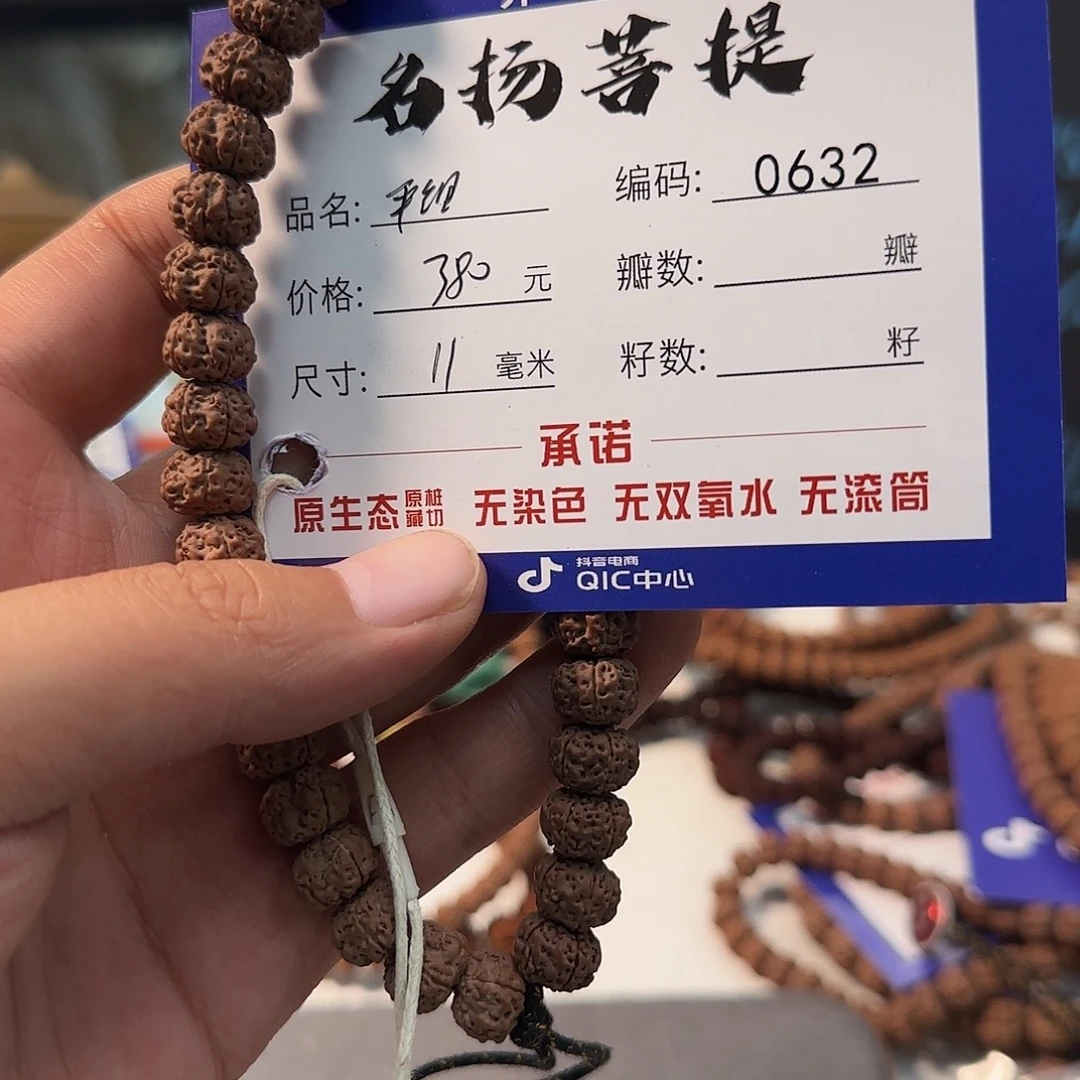 名扬菩提
品名:
编码: 0632
价格: 380 元
瓣数: 瓣
尺寸: 11 毫米
籽数: 籽
承诺
原生态 原桩藏切 无染色 无双氧水 无滚筒
抖音电商
QIC中心